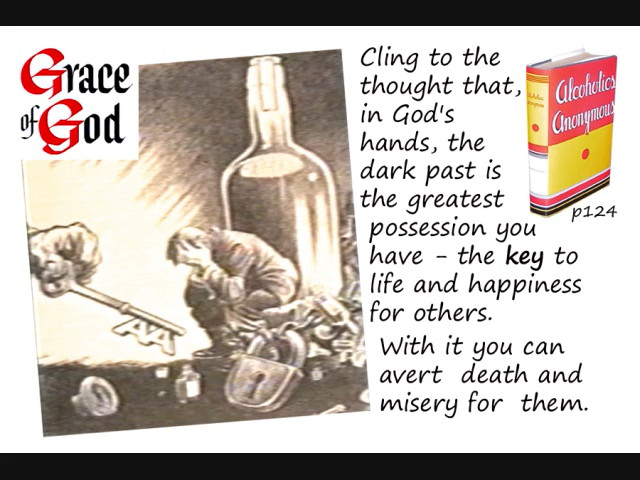 Grace
of God
Cling to the
thought that,
in God's
hands, the
dark past is
the greatest
possession you
have - the key to
life and happiness
for others.
With it you can
avert death and
misery for them.
Alcoholics
Anonymous
p124
AA